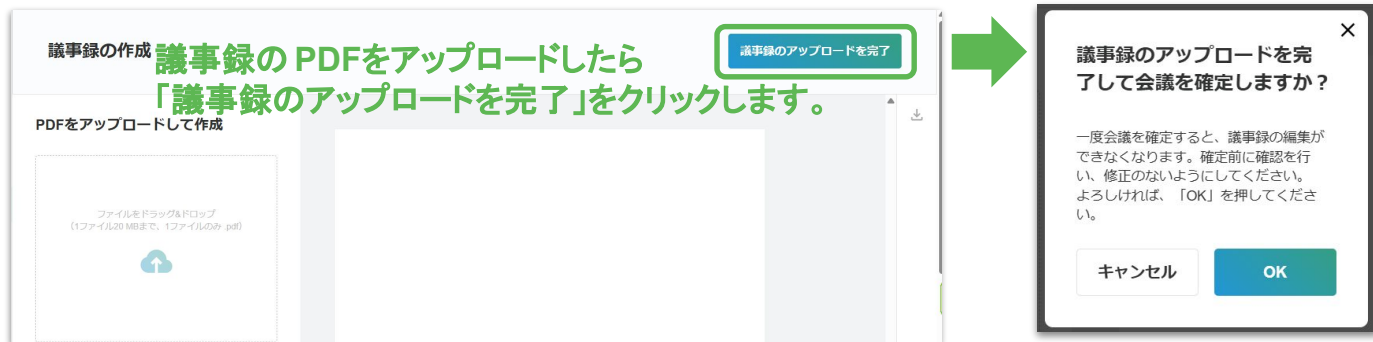 議事録の作成
議事録のPDFをアップロードしたら
「議事録のアップロードを完了」をクリックします。
議事録のアップロードを完了
PDFをアップロードして作成
ファイルをドラッグ&ドロップ
(1ファイル20 MBまで、1ファイルのみ .pdf)
議事録のアップロードを完
了して会議を確定しますか？
一度会議を確定すると、議事録の編集が
できなくなります。確定前に確認を行
い、修正のないようにしてください。
よろしければ、「OK」を押してくださ
い。
キャンセル
OK